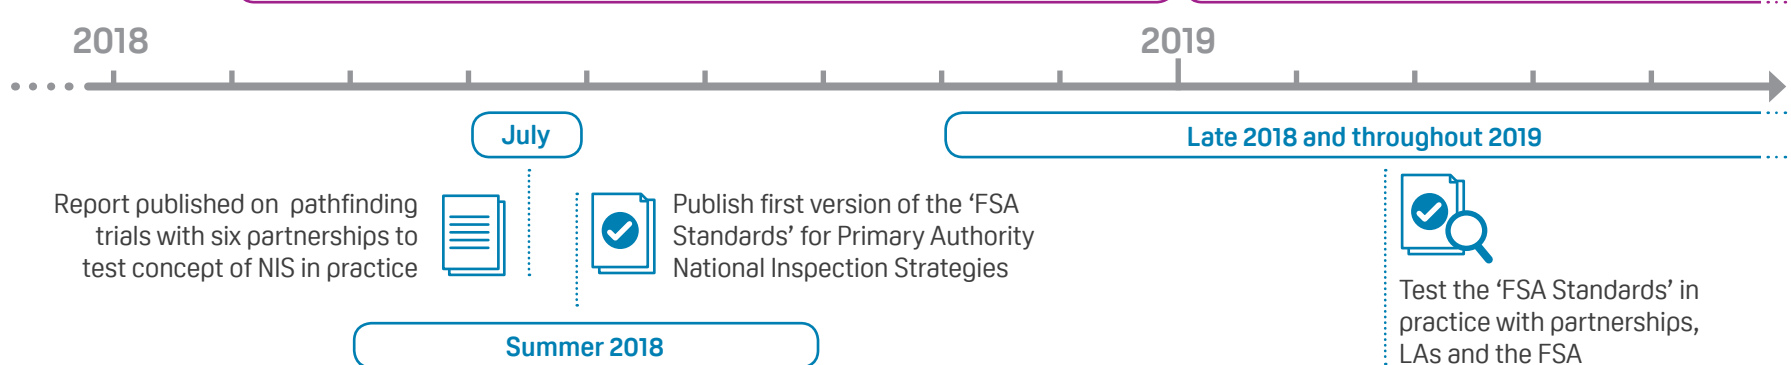 2018
2019
July
Late 2018 and throughout 2019
Report published on pathfinding
trials with six partnerships to
test concept of NIS in practice
Publish first version of the ‘FSA
Standards’ for Primary Authority
National Inspection Strategies
Test the ‘FSA Standards’ in
practice with partnerships,
LAs and the FSA
Summer 2018